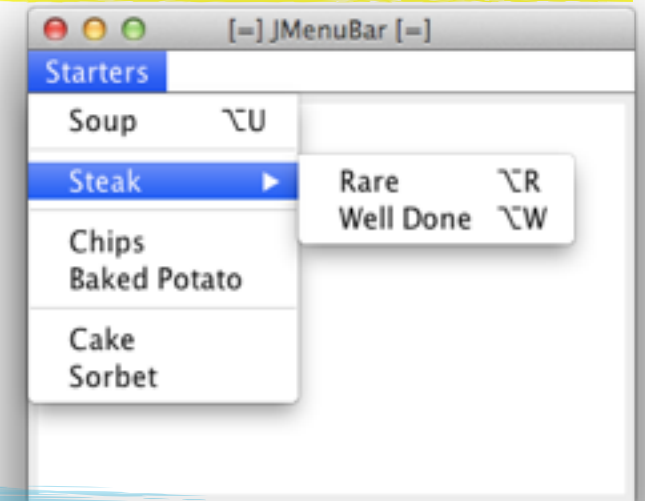 [=] JMenuBar [=]
Starters
Soup ⌥U
Steak ▶
Rare ⌥R
Well Done ⌥W
Chips
Baked Potato
Cake
Sorbet